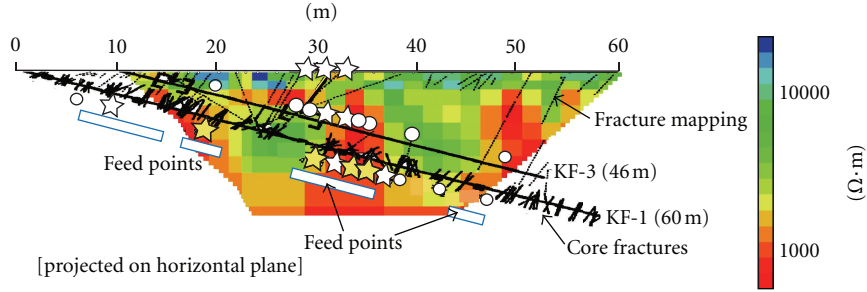 (m)
0 10 20 30 40 50 60
10000
Fracture mapping
Feed points
KF-3 (46 m)
(Ω·m)
KF-1 (60 m)
Feed points
Core fractures
1000
[projected on horizontal plane]